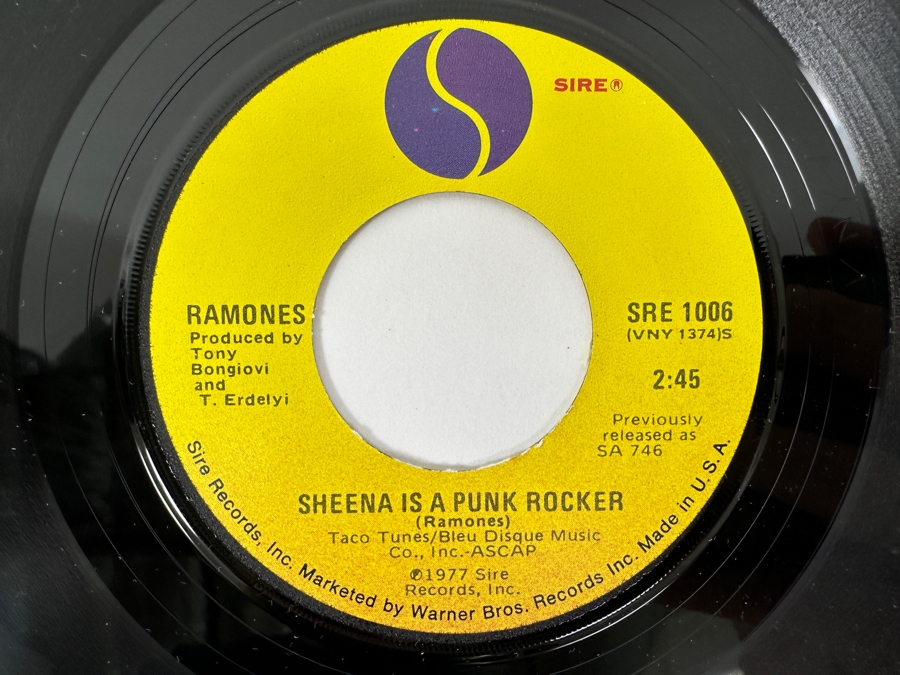 SIRE®
RAMONES
Produced by
Tony
Bongiovi
and
T. Erdelyi
SRE 1006
(VNY 1374)S
2:45
Previously
released as
SA 746
SHEENA IS A PUNK ROCKER
(Ramones)
Taco Tunes/Bleu Disque Music
Co., Inc.-ASCAP
℗1977 Sire
Records, Inc.
Sire Records, Inc. Marketed by Warner Bros. Records Inc. Made in U.S.A.